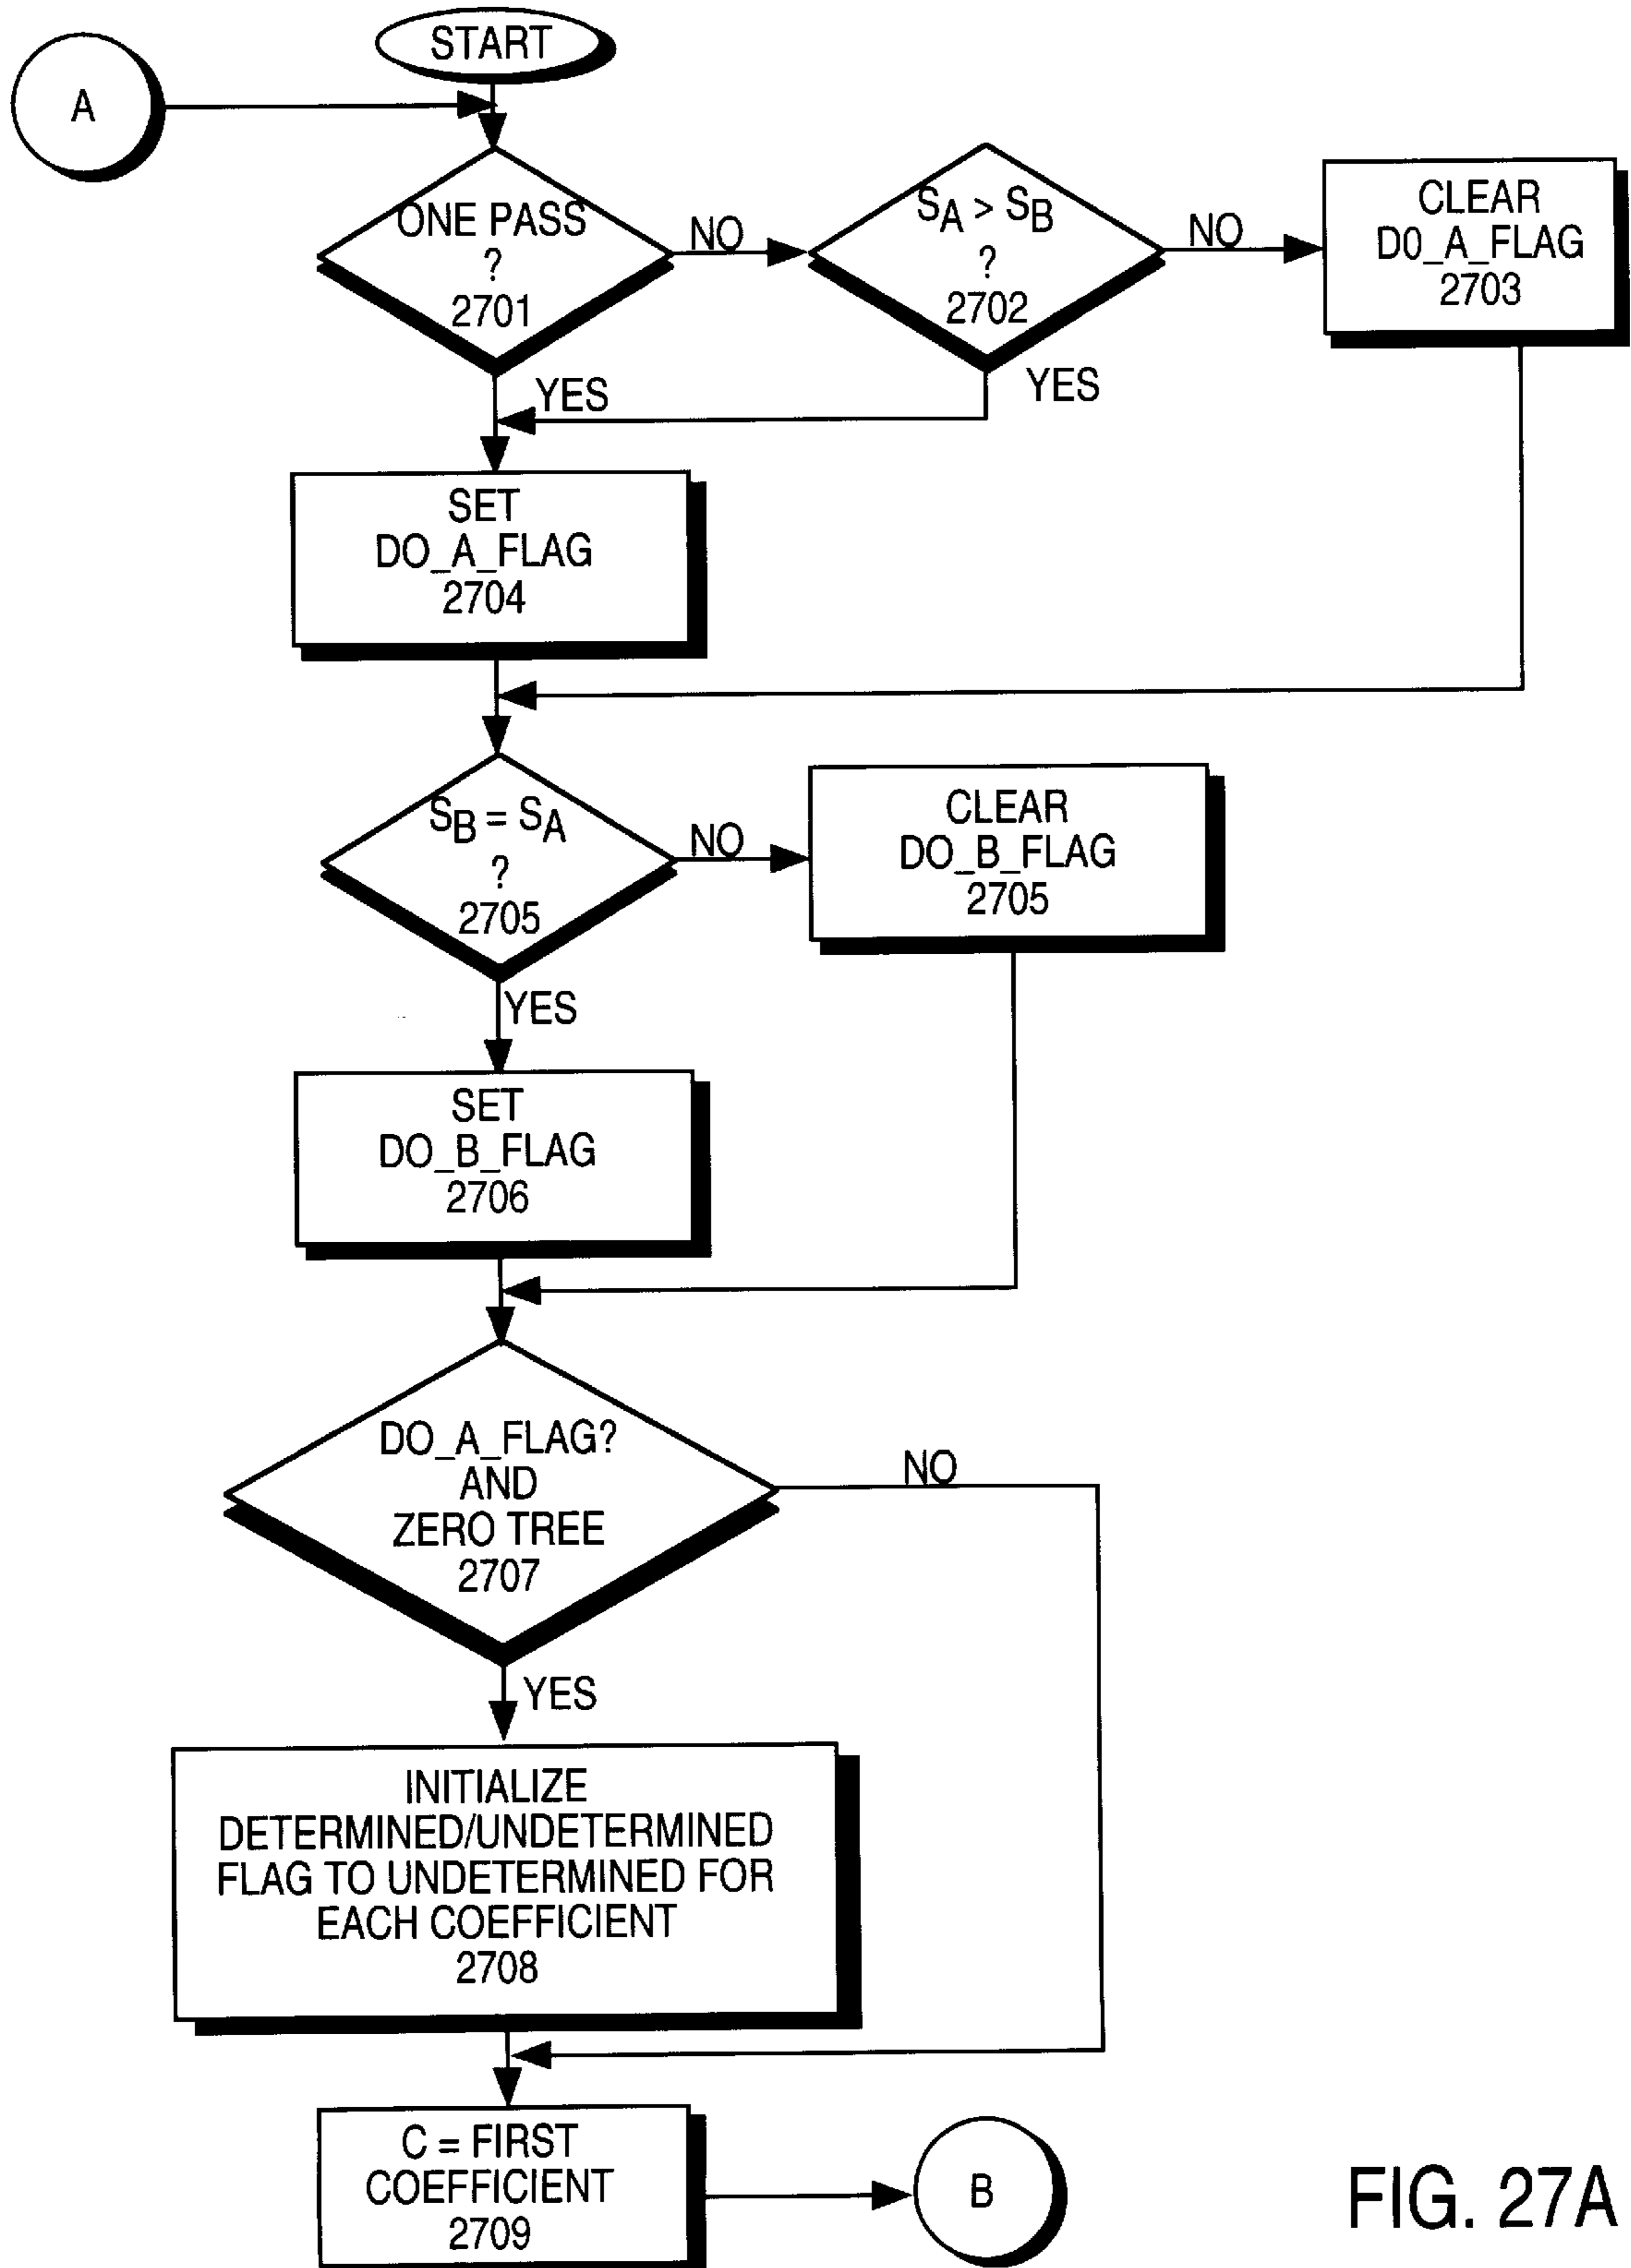 START
A
ONE PASS
?
2701
NO
SA > SB
?
2702
NO
CLEAR
D0_A_FLAG
2703
YES
YES
SET
DO_A_FLAG
2704
SB = SA
?
2705
NO
CLEAR
DO_B_FLAG
2705
YES
SET
DO_B_FLAG
2706
DO_A_FLAG?
AND
ZERO TREE
2707
NO
YES
INITIALIZE
DETERMINED/UNDETERMINED
FLAG TO UNDETERMINED FOR
EACH COEFFICIENT
2708
C = FIRST
COEFFICIENT
2709
B
FIG. 27A